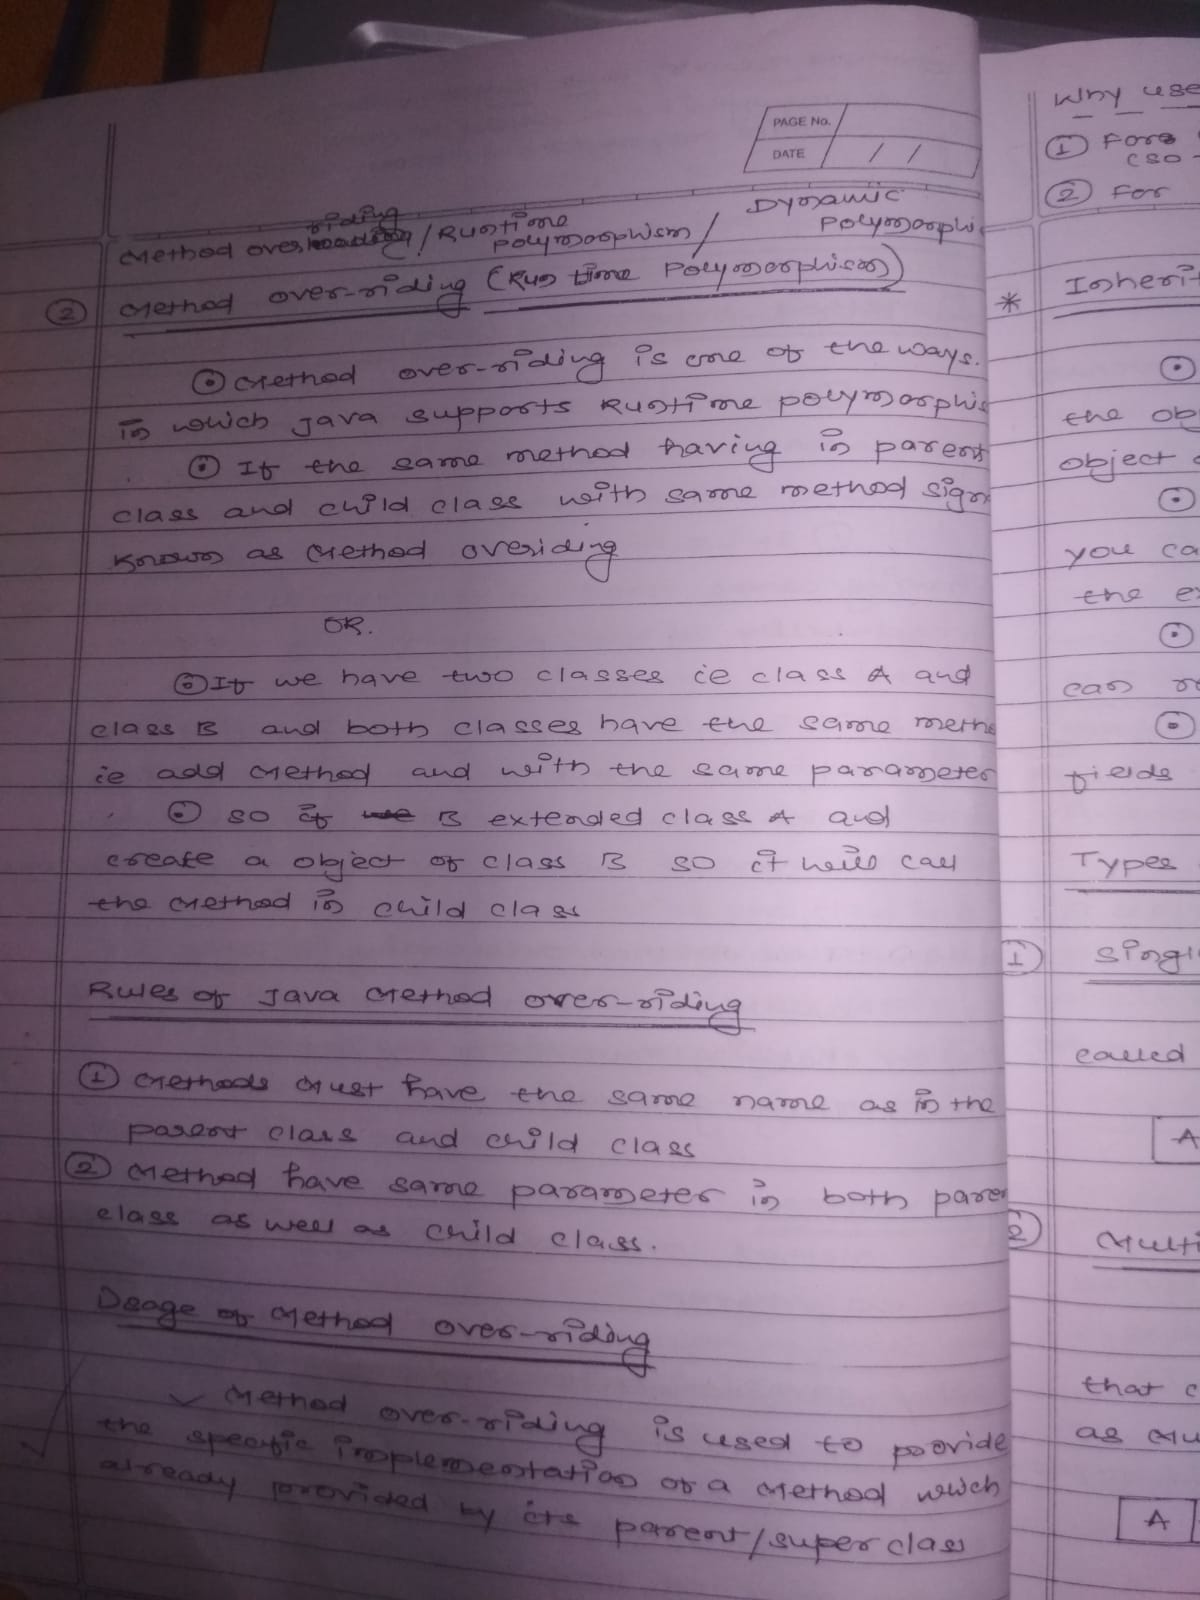 PAGE No.
DATE / /
riding
Method over / Runtime Polymorphism / Dynamic Polymorphi
② Method over-riding (Run time Polymorphism)
⊙ Method over-riding is one of the ways.
in which Java supports Runtime polymorphis
⊙ If the same method having in parent
class and child class with same method sign
known as Method overiding
OR.
⊙ If we have two classes ie class A and
class B and both classes have the same metho
ie add Method and with the same parameter
⊙ so if B extended class A and
create a object of class B so it will call
the Method in child class
Rules of Java Method over-riding
① Methods Must have the same name as in the
parent class and child class
② Method have same parameter in both paren
class as well as child class.
Usage of Method over-riding
✓ Method over-riding is used to provide
the specific implementation of a Method which
already provided by its parent/super class
Why use
① Fore
CSO -
② For
* Inherit
⊙
the obj
object
⊙
you ca
the ex
⊙
can re
⊙
fields
Types
① Single
called
A
② Multi
that c
as Mu
A